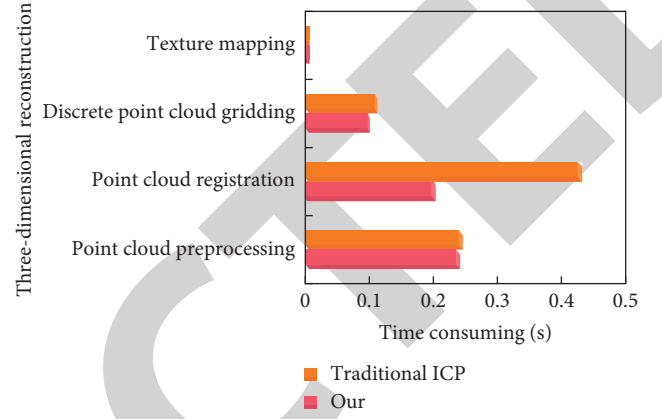 Three-dimensional reconstruction
Texture mapping
Discrete point cloud gridding
Point cloud registration
Point cloud preprocessing
0 0.1 0.2 0.3 0.4 0.5
Time consuming (s)
Traditional ICP
Our
CTED